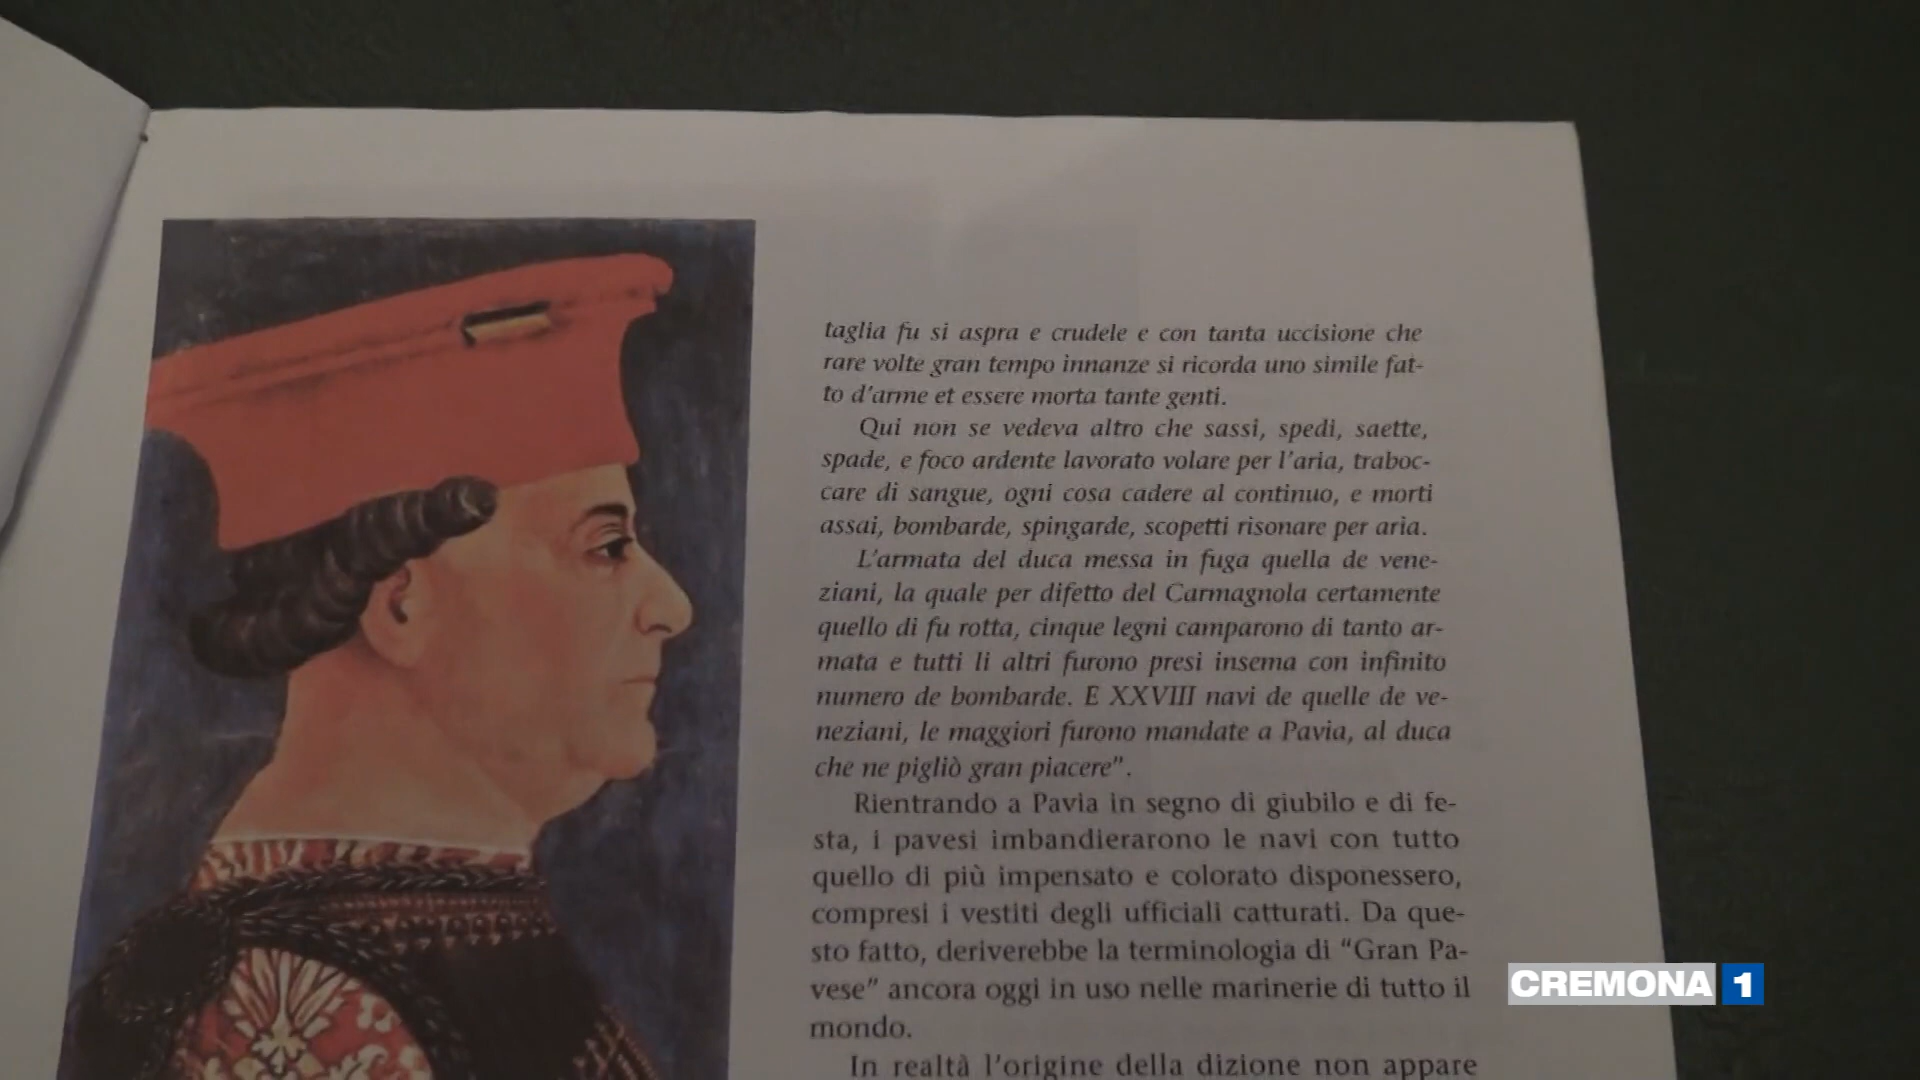 taglia fu si aspra e crudele e con tanta uccisione che
rare volte gran tempo innanze si ricorda uno simile fat-
to d'arme et essere morta tante genti.
Qui non se vedeva altro che sassi, spedi, saette,
spade, e foco ardente lavorato volare per l'aria, traboc-
care di sangue, ogni cosa cadere al continuo, e morti
assai, bombarde, spingarde, scopetti risonare per aria.
L'armata del duca messa in fuga quella de vene-
ziani, la quale per difetto del Carmagnola certamente
quello di fu rotta, cinque legni camparono di tanto ar-
mata e tutti li altri furono presi insema con infinito
numero de bombarde. E XXVIII navi de quelle de ve-
neziani, le maggiori furono mandate a Pavia, al duca
che ne pigliò gran piacere".
Rientrando a Pavia in segno di giubilo e di fe-
sta, i pavesi imbandierarono le navi con tutto
quello di più impensato e colorato disponessero,
compresi i vestiti degli ufficiali catturati. Da que-
sto fatto, deriverebbe la terminologia di “Gran Pa-
vese” ancora oggi in uso nelle marinerie di tutto il
mondo.
In realtà l'origine della dizione non appare
CREMONA 1